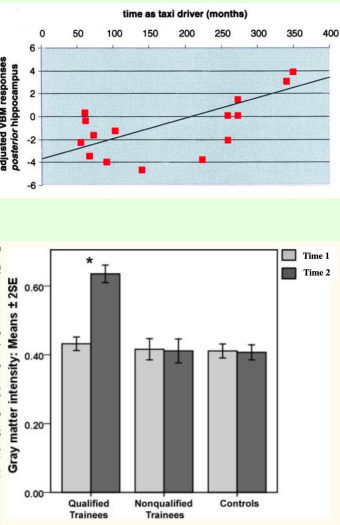 time as taxi driver (months)
0 50 100 150 200 250 300 350 400
adjusted VBM responses
posterior hippocampus
6
4
2
0
-2
-4
-6
Gray matter intensity: Means ± 2SE
0.60
0.40
0.20
0.00
*
Time 1
Time 2
Qualified Trainees
Nonqualified Trainees
Controls